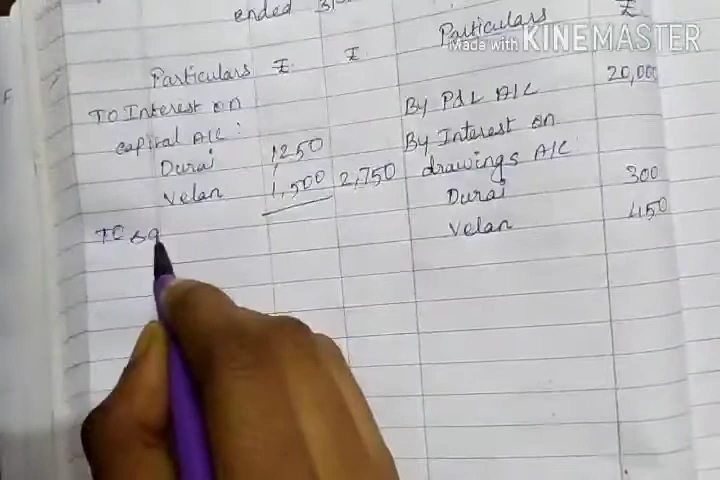 ended
Made with KINEMASTER
Particulars ₹ ₹ Particulars ₹
To Interest on
capital A/C :
Durai 1250
Velan 1,500 2,750
To sa
By P&L A/C 20,000
By Interest on
drawings A/C
Durai 300
Velan 450